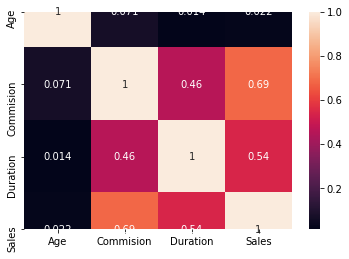 Age 1 0.071 0.014 0.022
Commision 0.071 1 0.46 0.69
Duration 0.014 0.46 1 0.54
Sales 0.022 0.69 0.54 1
Age Commision Duration Sales
1.0
0.8
0.6
0.4
0.2